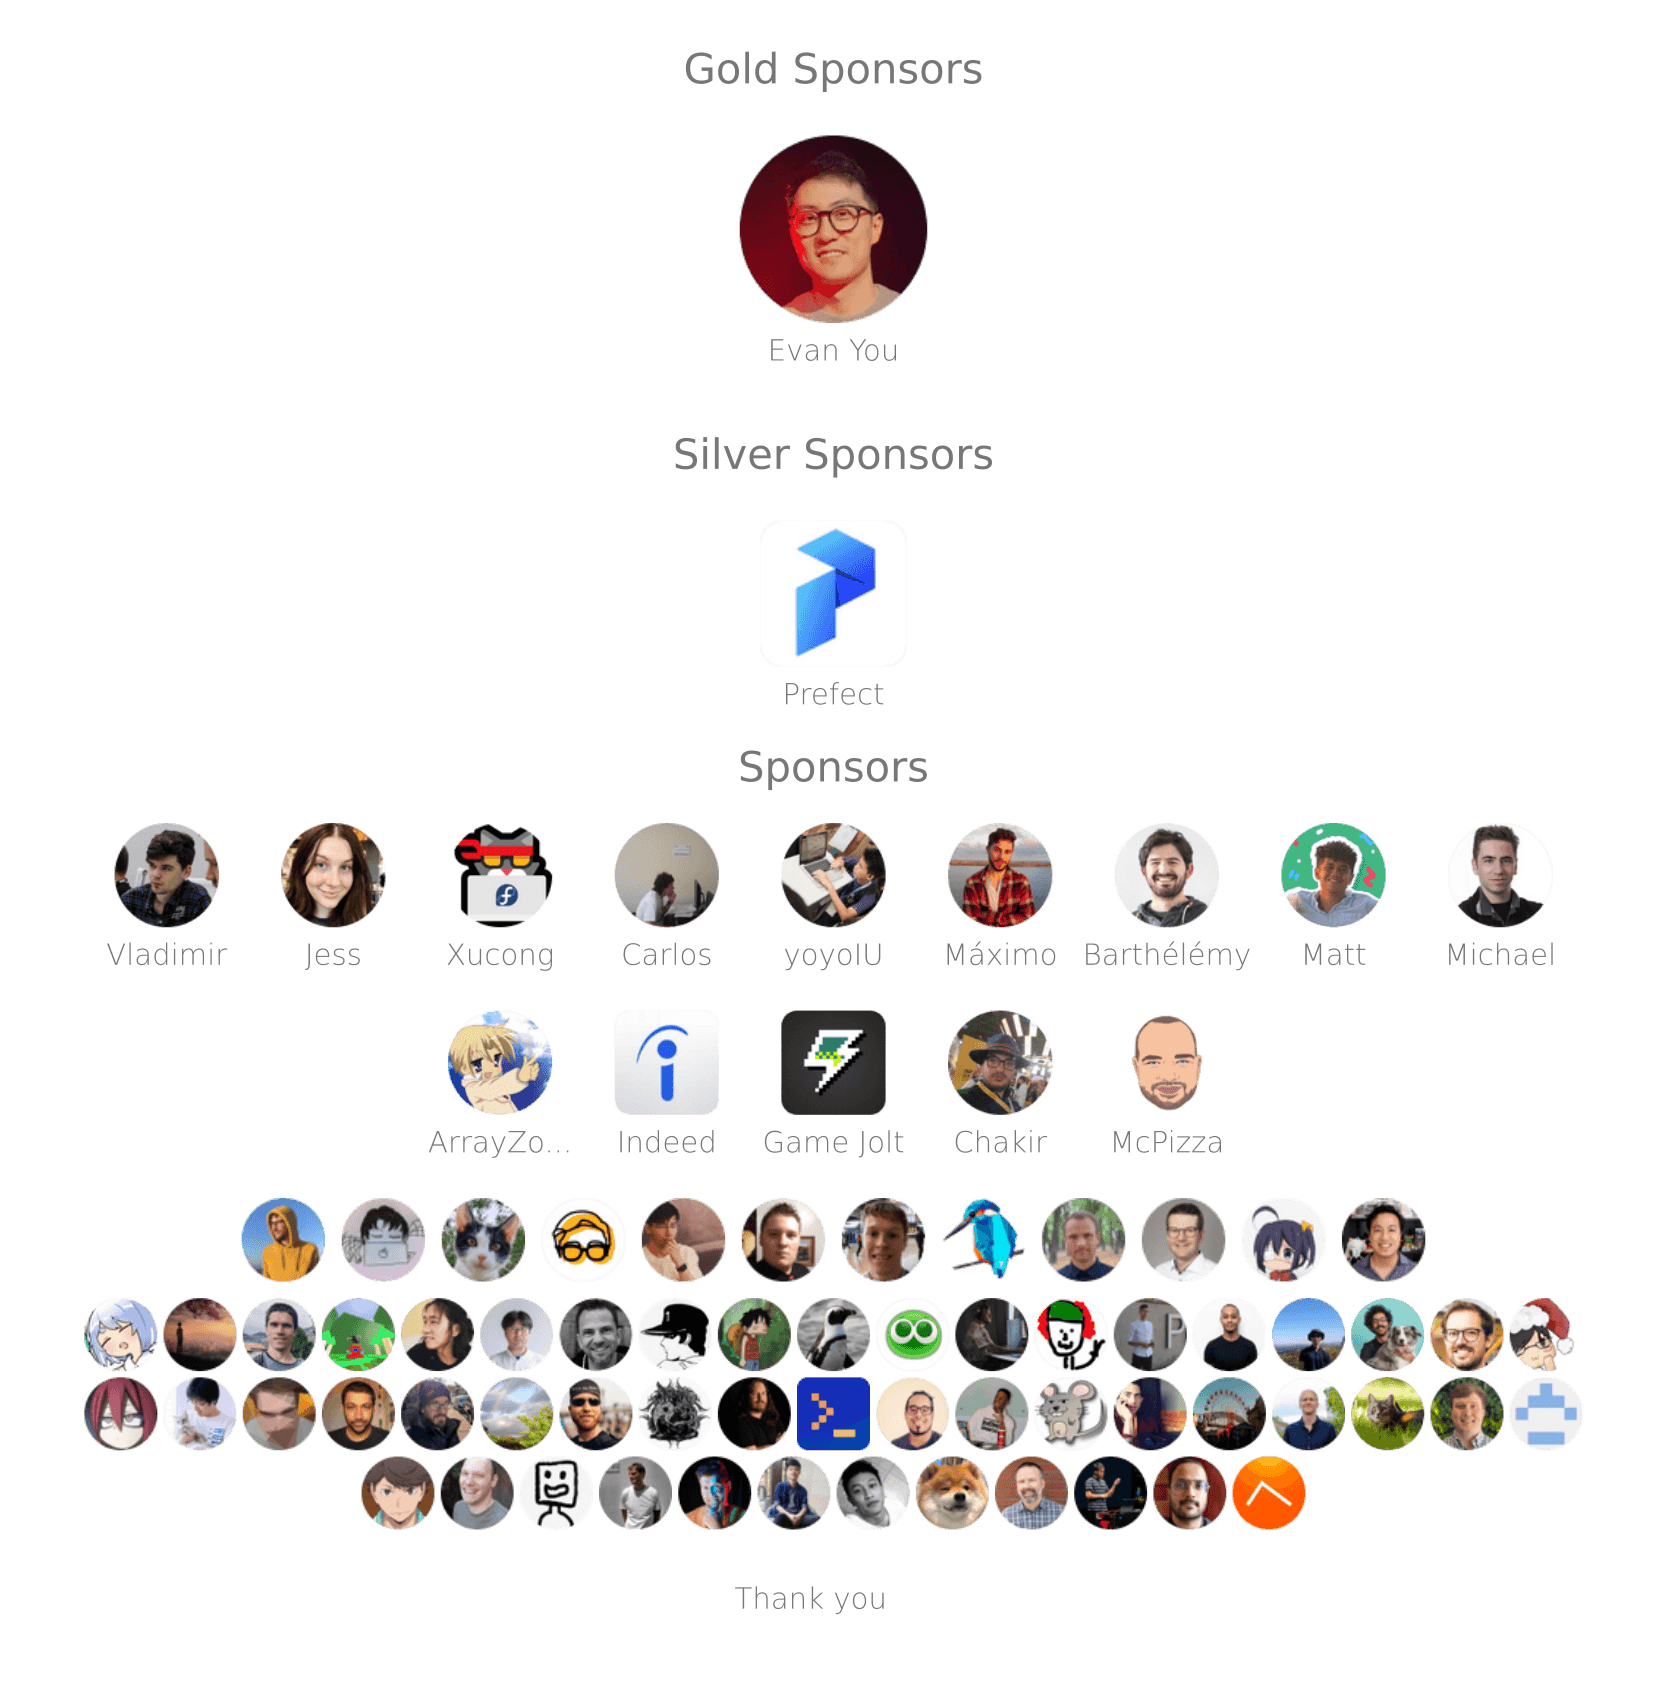 Gold Sponsors
Evan You
Silver Sponsors
Prefect
Sponsors
Vladimir Jess Xucong Carlos yoyolU Máximo Barthélémy Matt Michael
ArrayZo... Indeed Game Jolt Chakir McPizza
Thank you